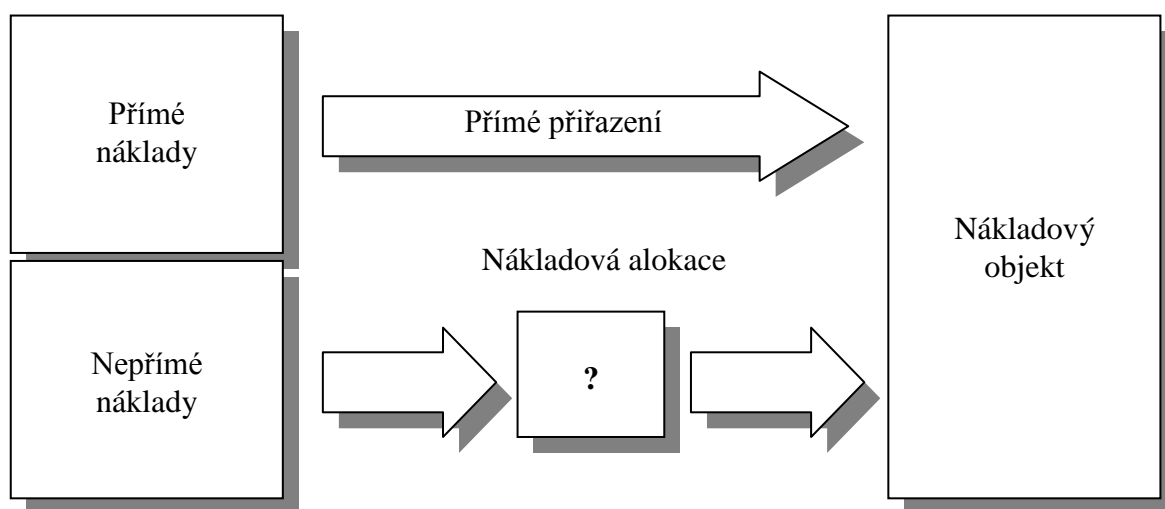 Přímé
náklady
Přímé přiřazení
Nákladový
objekt
Nákladová alokace
Nepřímé
náklady
?